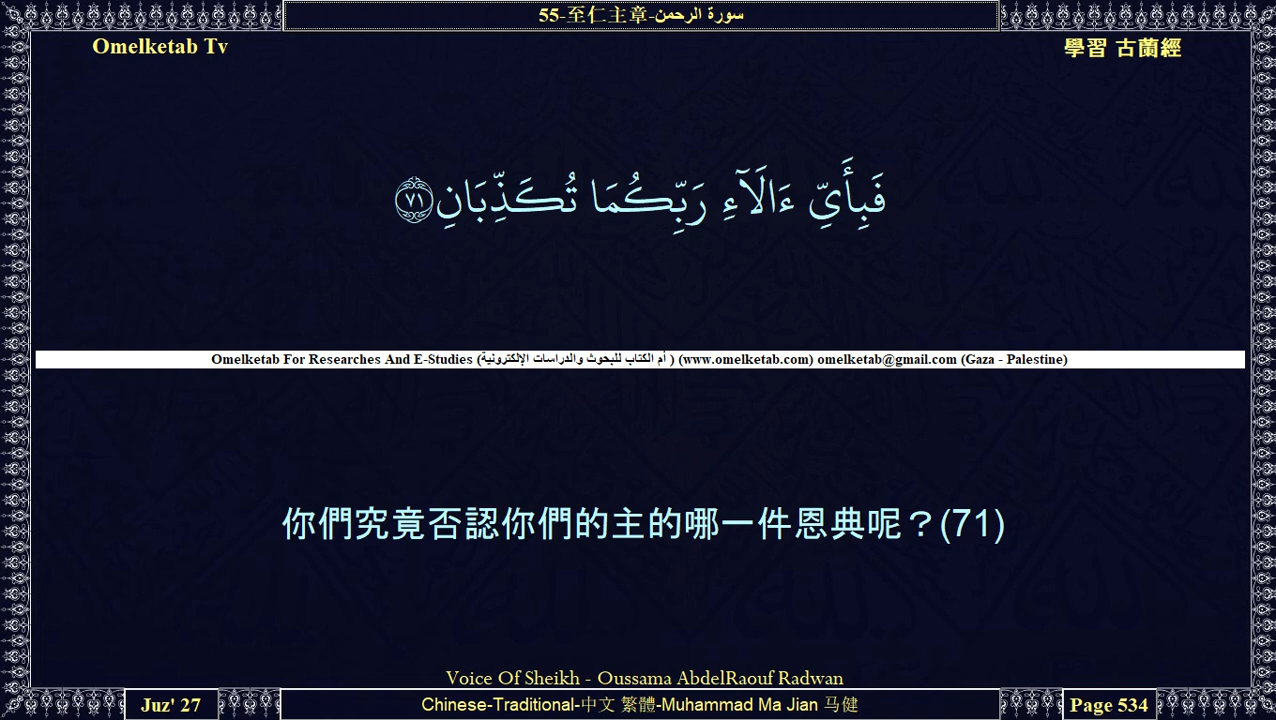 55-至仁主章-سورة الرحمن
Omelketab Tv
學習 古蘭經
فَبِأَيِّ ءَالَآءِ رَبِّكُمَا تُكَذِّبَانِ ٧١
Omelketab For Researches And E-Studies (أم الكتاب للبحوث والدراسات الإلكترونية ) (www.omelketab.com) omelketab@gmail.com (Gaza - Palestine)
你們究竟否認你們的主的哪一件恩典呢？(71)
Voice Of Sheikh - Oussama AbdelRaouf Radwan
Juz' 27
Chinese-Traditional-中文 繁體-Muhammad Ma Jian 马健
Page 534